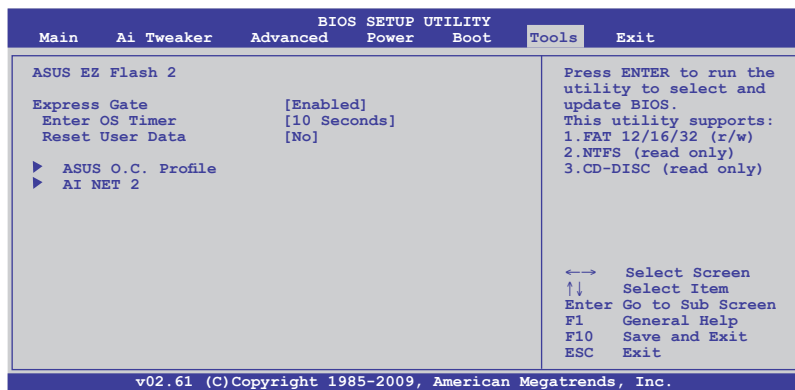 BIOS SETUP UTILITY
Main Ai Tweaker Advanced Power Boot Tools Exit
ASUS EZ Flash 2
Express Gate [Enabled]
Enter OS Timer [10 Seconds]
Reset User Data [No]
▶ ASUS O.C. Profile
▶ AI NET 2
Press ENTER to run the
utility to select and
update BIOS.
This utility supports:
1.FAT 12/16/32 (r/w)
2.NTFS (read only)
3.CD-DISC (read only)
←→ Select Screen
↑↓ Select Item
Enter Go to Sub Screen
F1 General Help
F10 Save and Exit
ESC Exit
v02.61 (C)Copyright 1985-2009, American Megatrends, Inc.